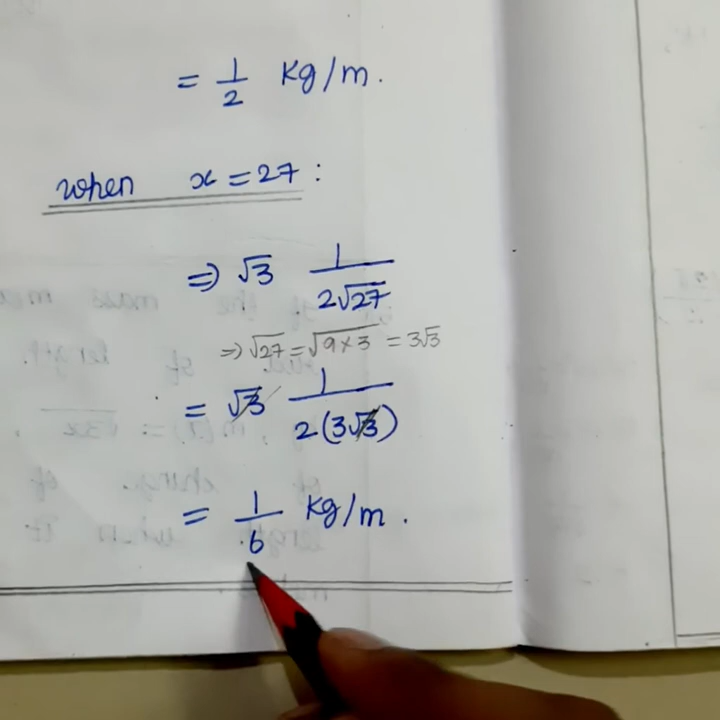 = 1/2 Kg/m.
when x = 27 :
⇒ √3 1/(2√27)
⇒ √27 = √(9×3) = 3√3
= √3 1/(2(3√3))
= 1/6 kg/m.